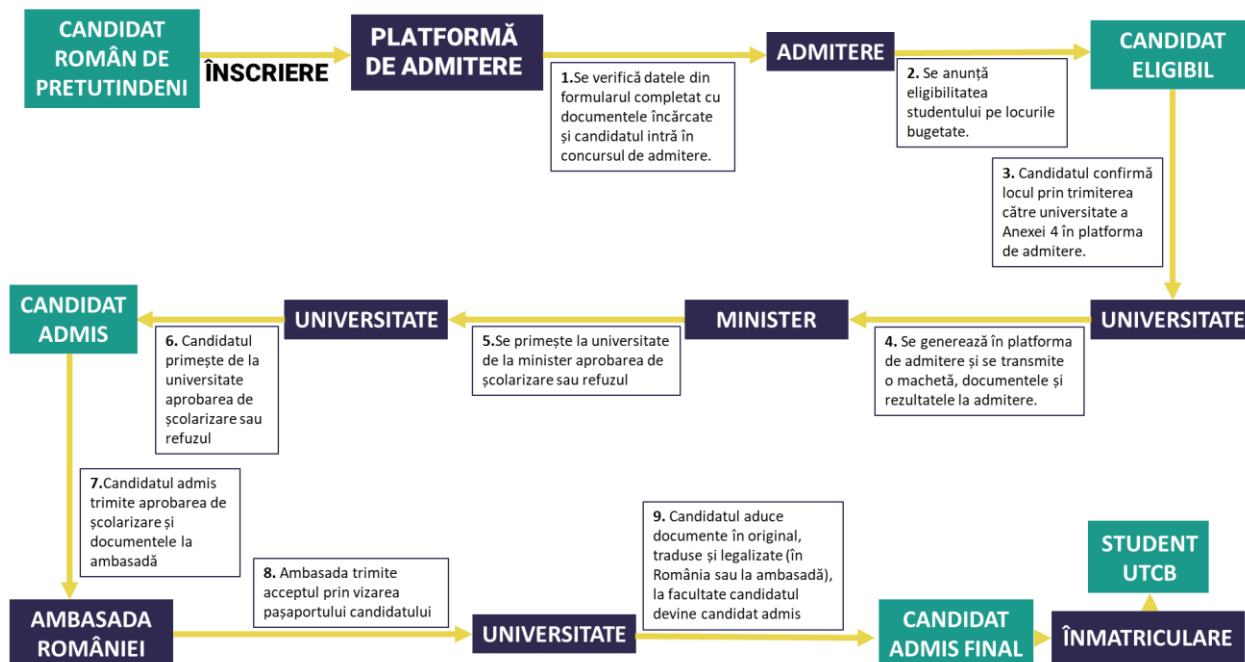 CANDIDAT
ROMÂN DE
PRETUTINDENI
ÎNSCRIERE
PLATFORMĂ
DE ADMITERE
1.Se verifică datele din
formularul completat cu
documentele încărcate
și candidatul intră în
concursul de admitere.
ADMITERE
2. Se anunță
eligibilitatea
studentului pe locurile
bugetate.
CANDIDAT
ELIGIBIL
3. Candidatul confirmă
locul prin trimiterea
către universitate a
Anexei 4 în platforma
de admitere.
UNIVERSITATE
4. Se generează în platforma
de admitere și se transmite
o machetă, documentele și
rezultatele la admitere.
MINISTER
5.Se primește la universitate
de la minister aprobarea de
școlarizare sau refuzul
UNIVERSITATE
6. Candidatul
primește de la
universitate
aprobarea de
școlarizare sau
refuzul
CANDIDAT
ADMIS
7.Candidatul admis
trimite aprobarea de
școlarizare și
documentele la
ambasadă
AMBASADA
ROMÂNIEI
8. Ambasada trimite
acceptul prin vizarea
pașaportului candidatului
UNIVERSITATE
9. Candidatul aduce
documente în original,
traduse și legalizate (în
România sau la ambasadă),
la facultate candidatul
devine candidat admis
CANDIDAT
ADMIS FINAL
ÎNMATRICULARE
STUDENT
UTCB